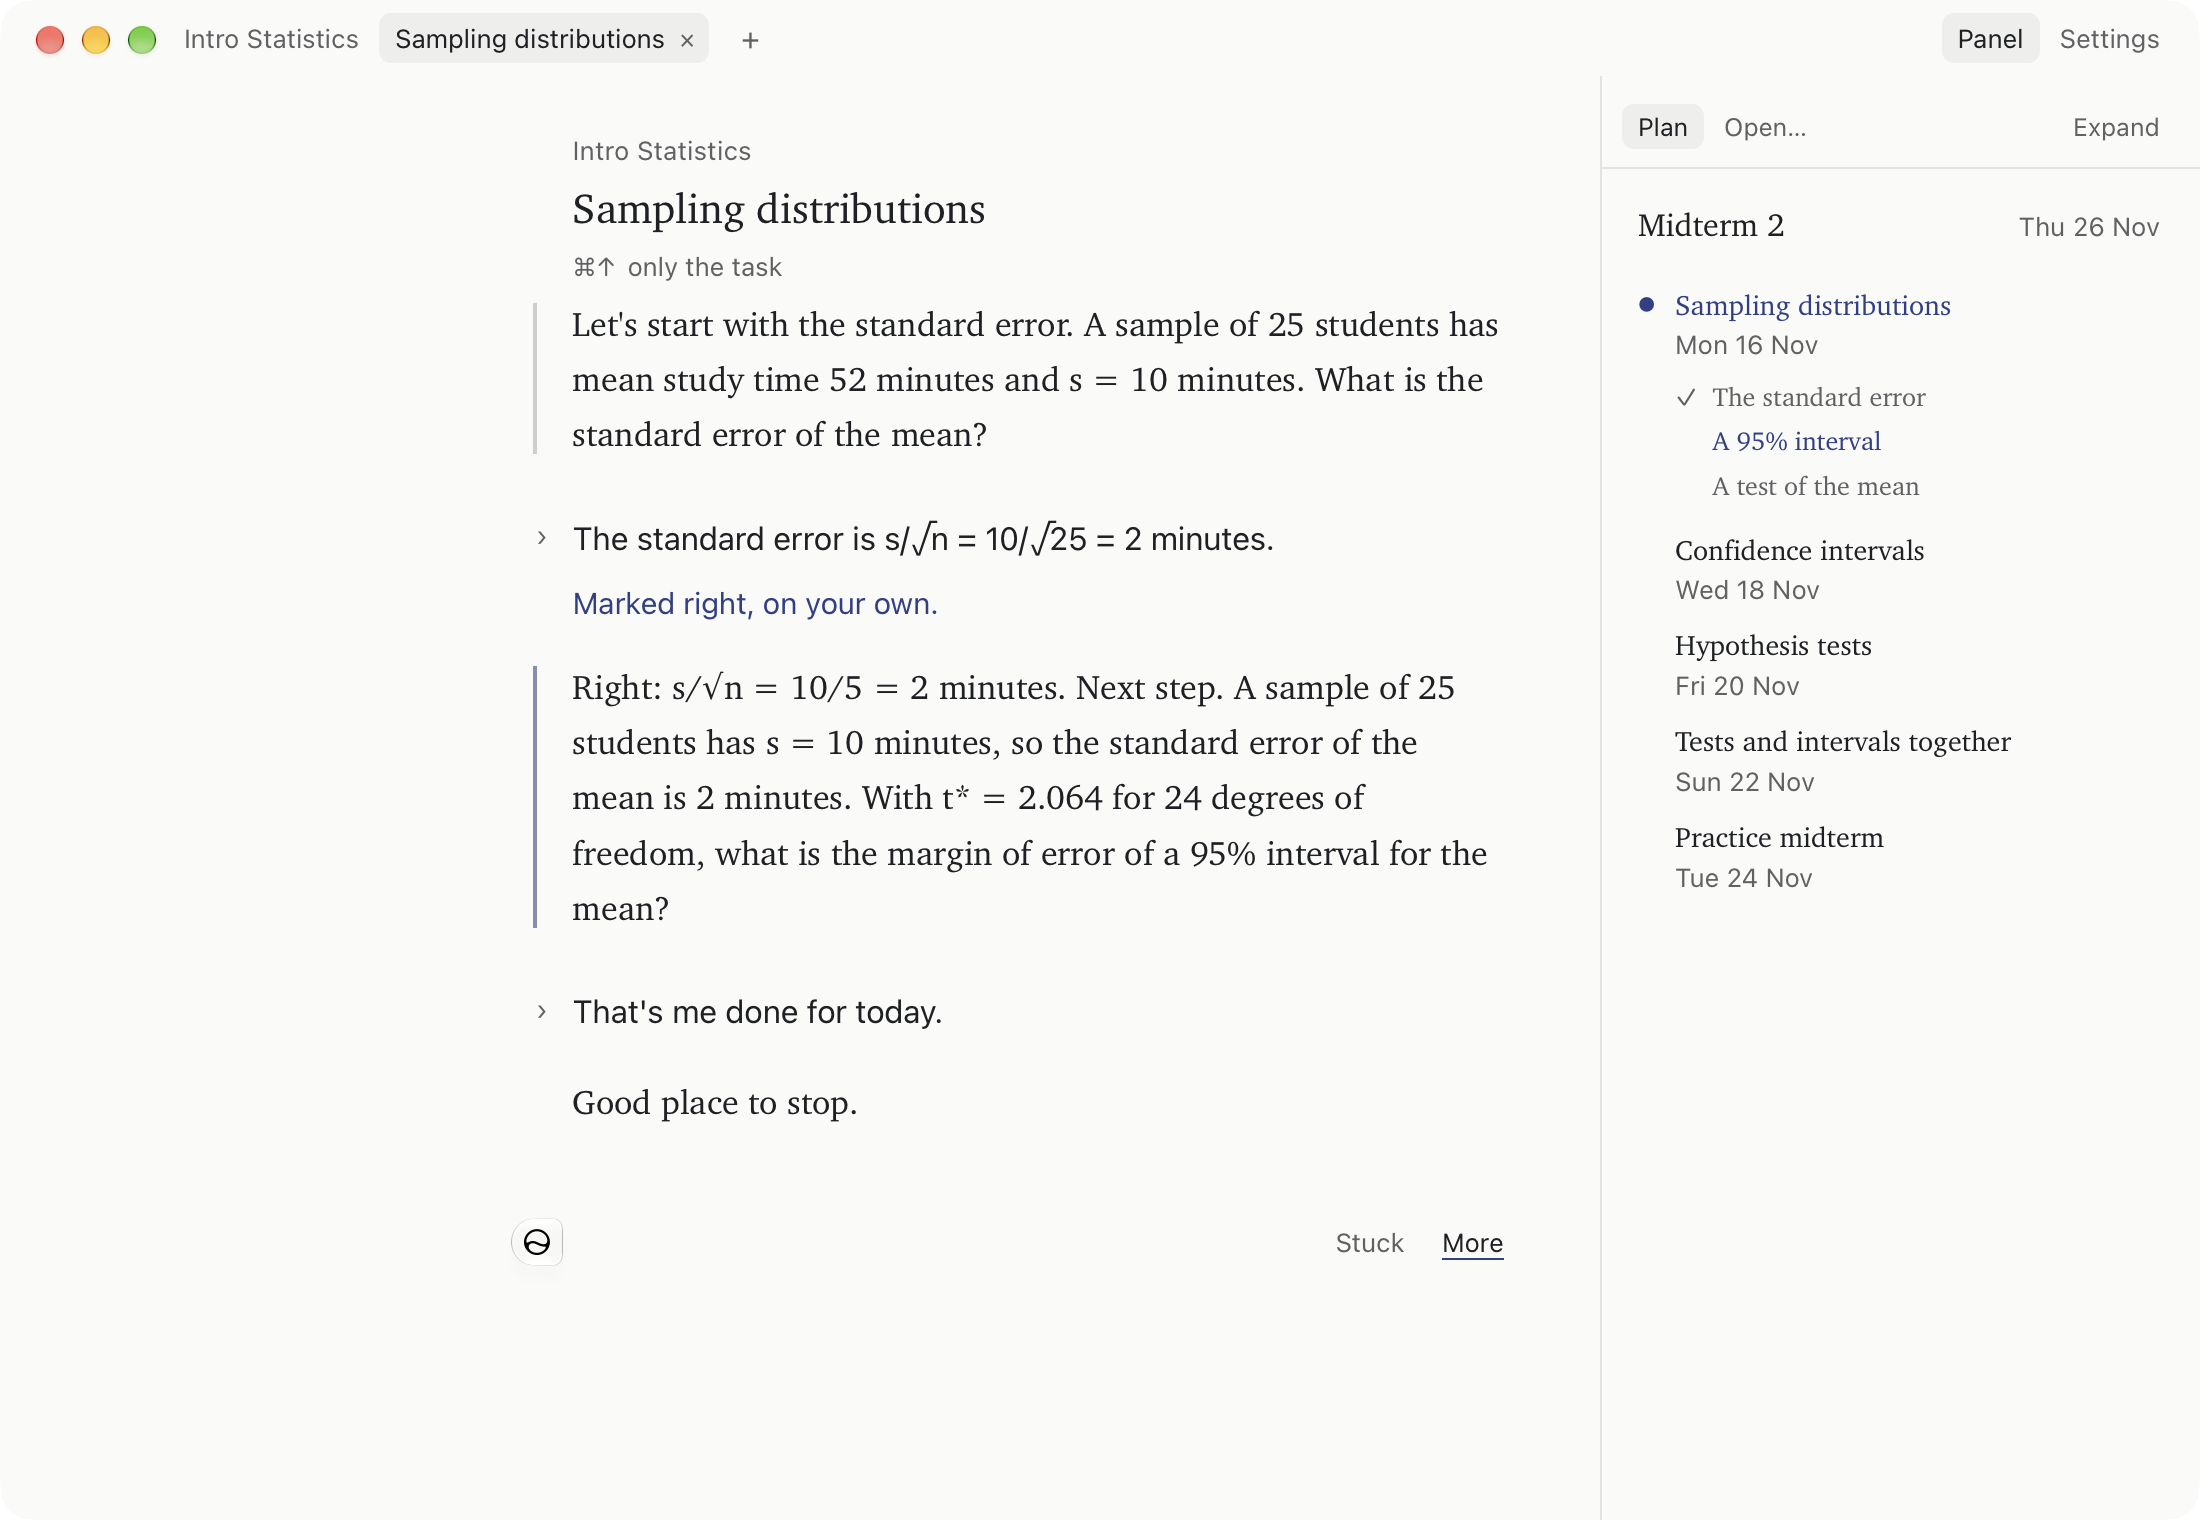 Intro Statistics
Sampling distributions ×
+
Panel
Settings
Intro Statistics
Sampling distributions
⌘↑ only the task
Let's start with the standard error. A sample of 25 students has
mean study time 52 minutes and s = 10 minutes. What is the
standard error of the mean?
› The standard error is s/√n = 10/√25 = 2 minutes.
Marked right, on your own.
Right: s/√n = 10/5 = 2 minutes. Next step. A sample of 25
students has s = 10 minutes, so the standard error of the
mean is 2 minutes. With t* = 2.064 for 24 degrees of
freedom, what is the margin of error of a 95% interval for the
mean?
› That's me done for today.
Good place to stop.
Stuck
More
Plan
Open...
Expand
Midterm 2
Thu 26 Nov
Sampling distributions
Mon 16 Nov
✓ The standard error
A 95% interval
A test of the mean
Confidence intervals
Wed 18 Nov
Hypothesis tests
Fri 20 Nov
Tests and intervals together
Sun 22 Nov
Practice midterm
Tue 24 Nov